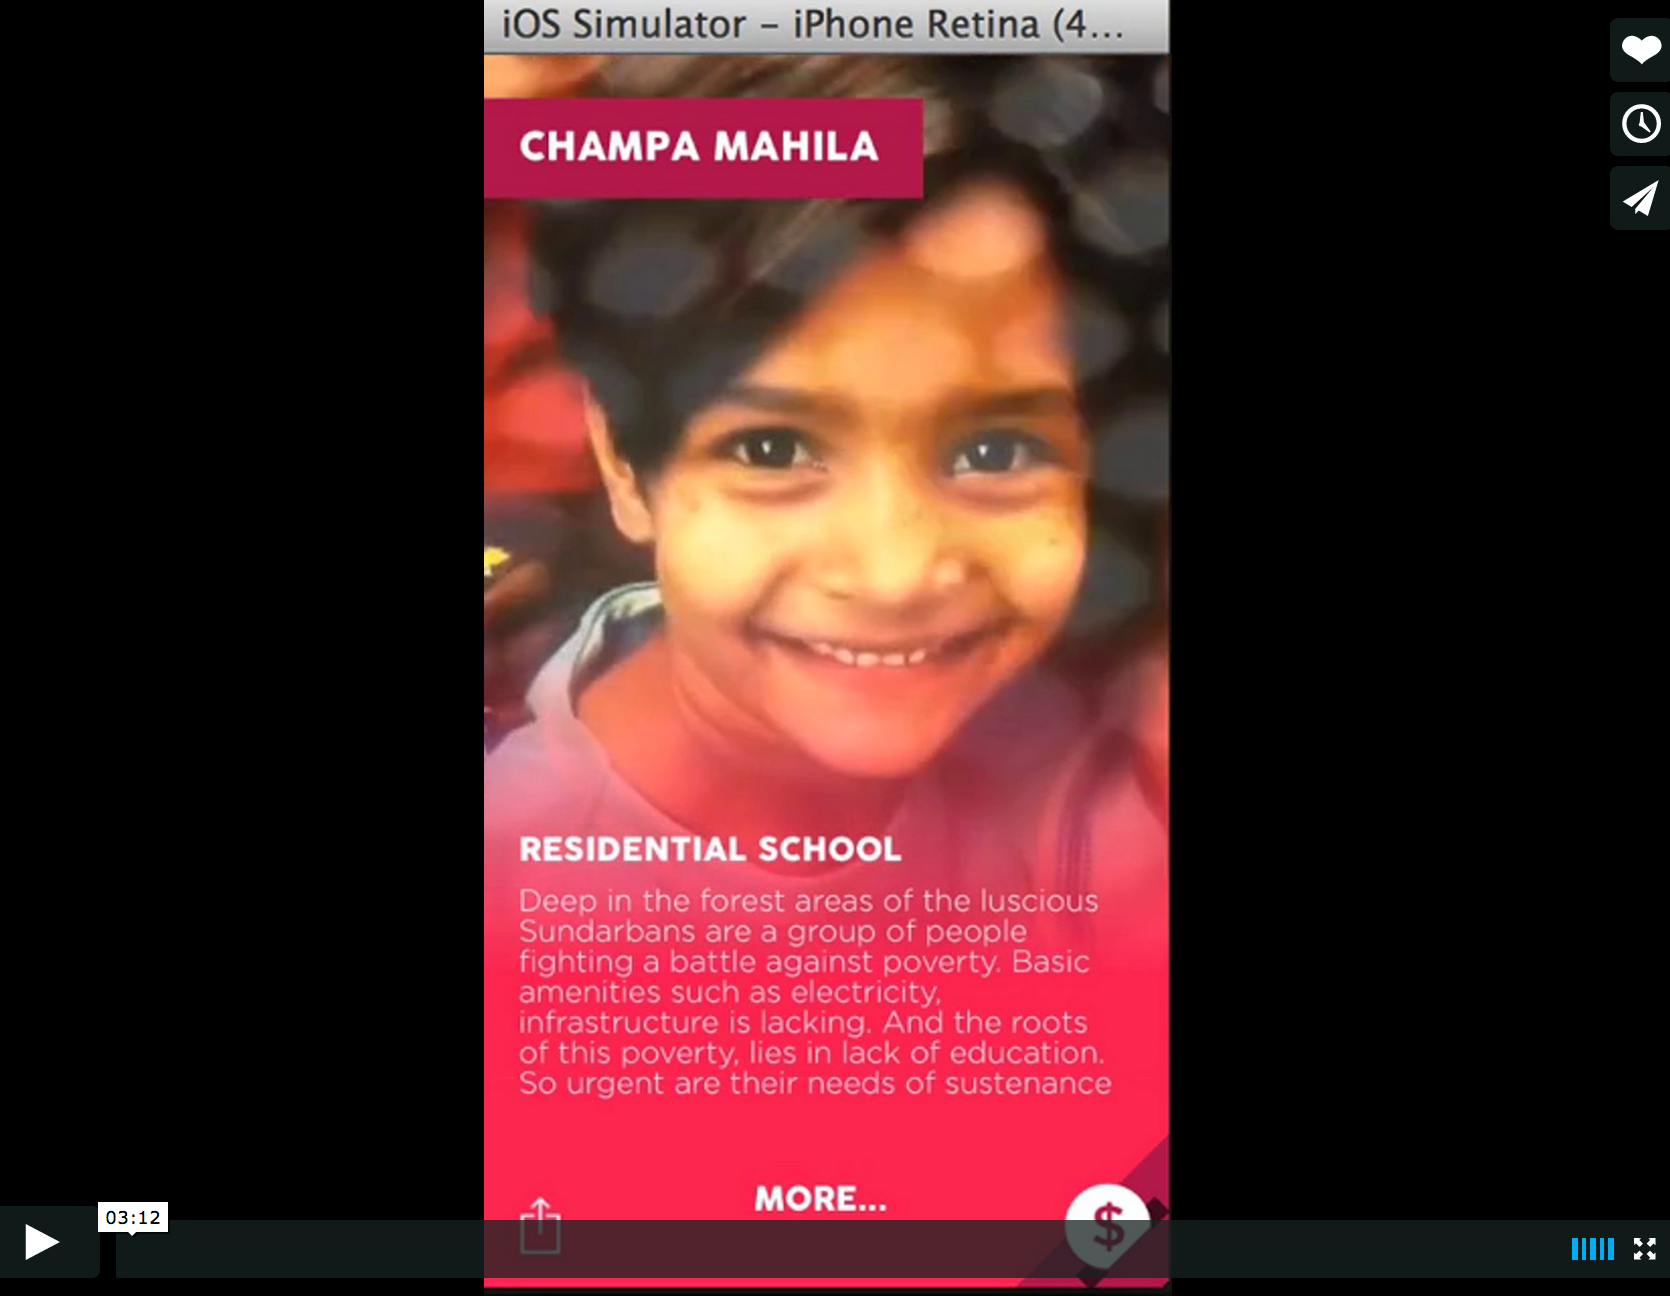 iOS Simulator – iPhone Retina (4...
CHAMPA MAHILA
RESIDENTIAL SCHOOL
Deep in the forest areas of the luscious
Sundarbans are a group of people
fighting a battle against poverty. Basic
amenities such as electricity,
infrastructure is lacking. And the roots
of this poverty, lies in lack of education.
So urgent are their needs of sustenance
MORE...
$
03:12